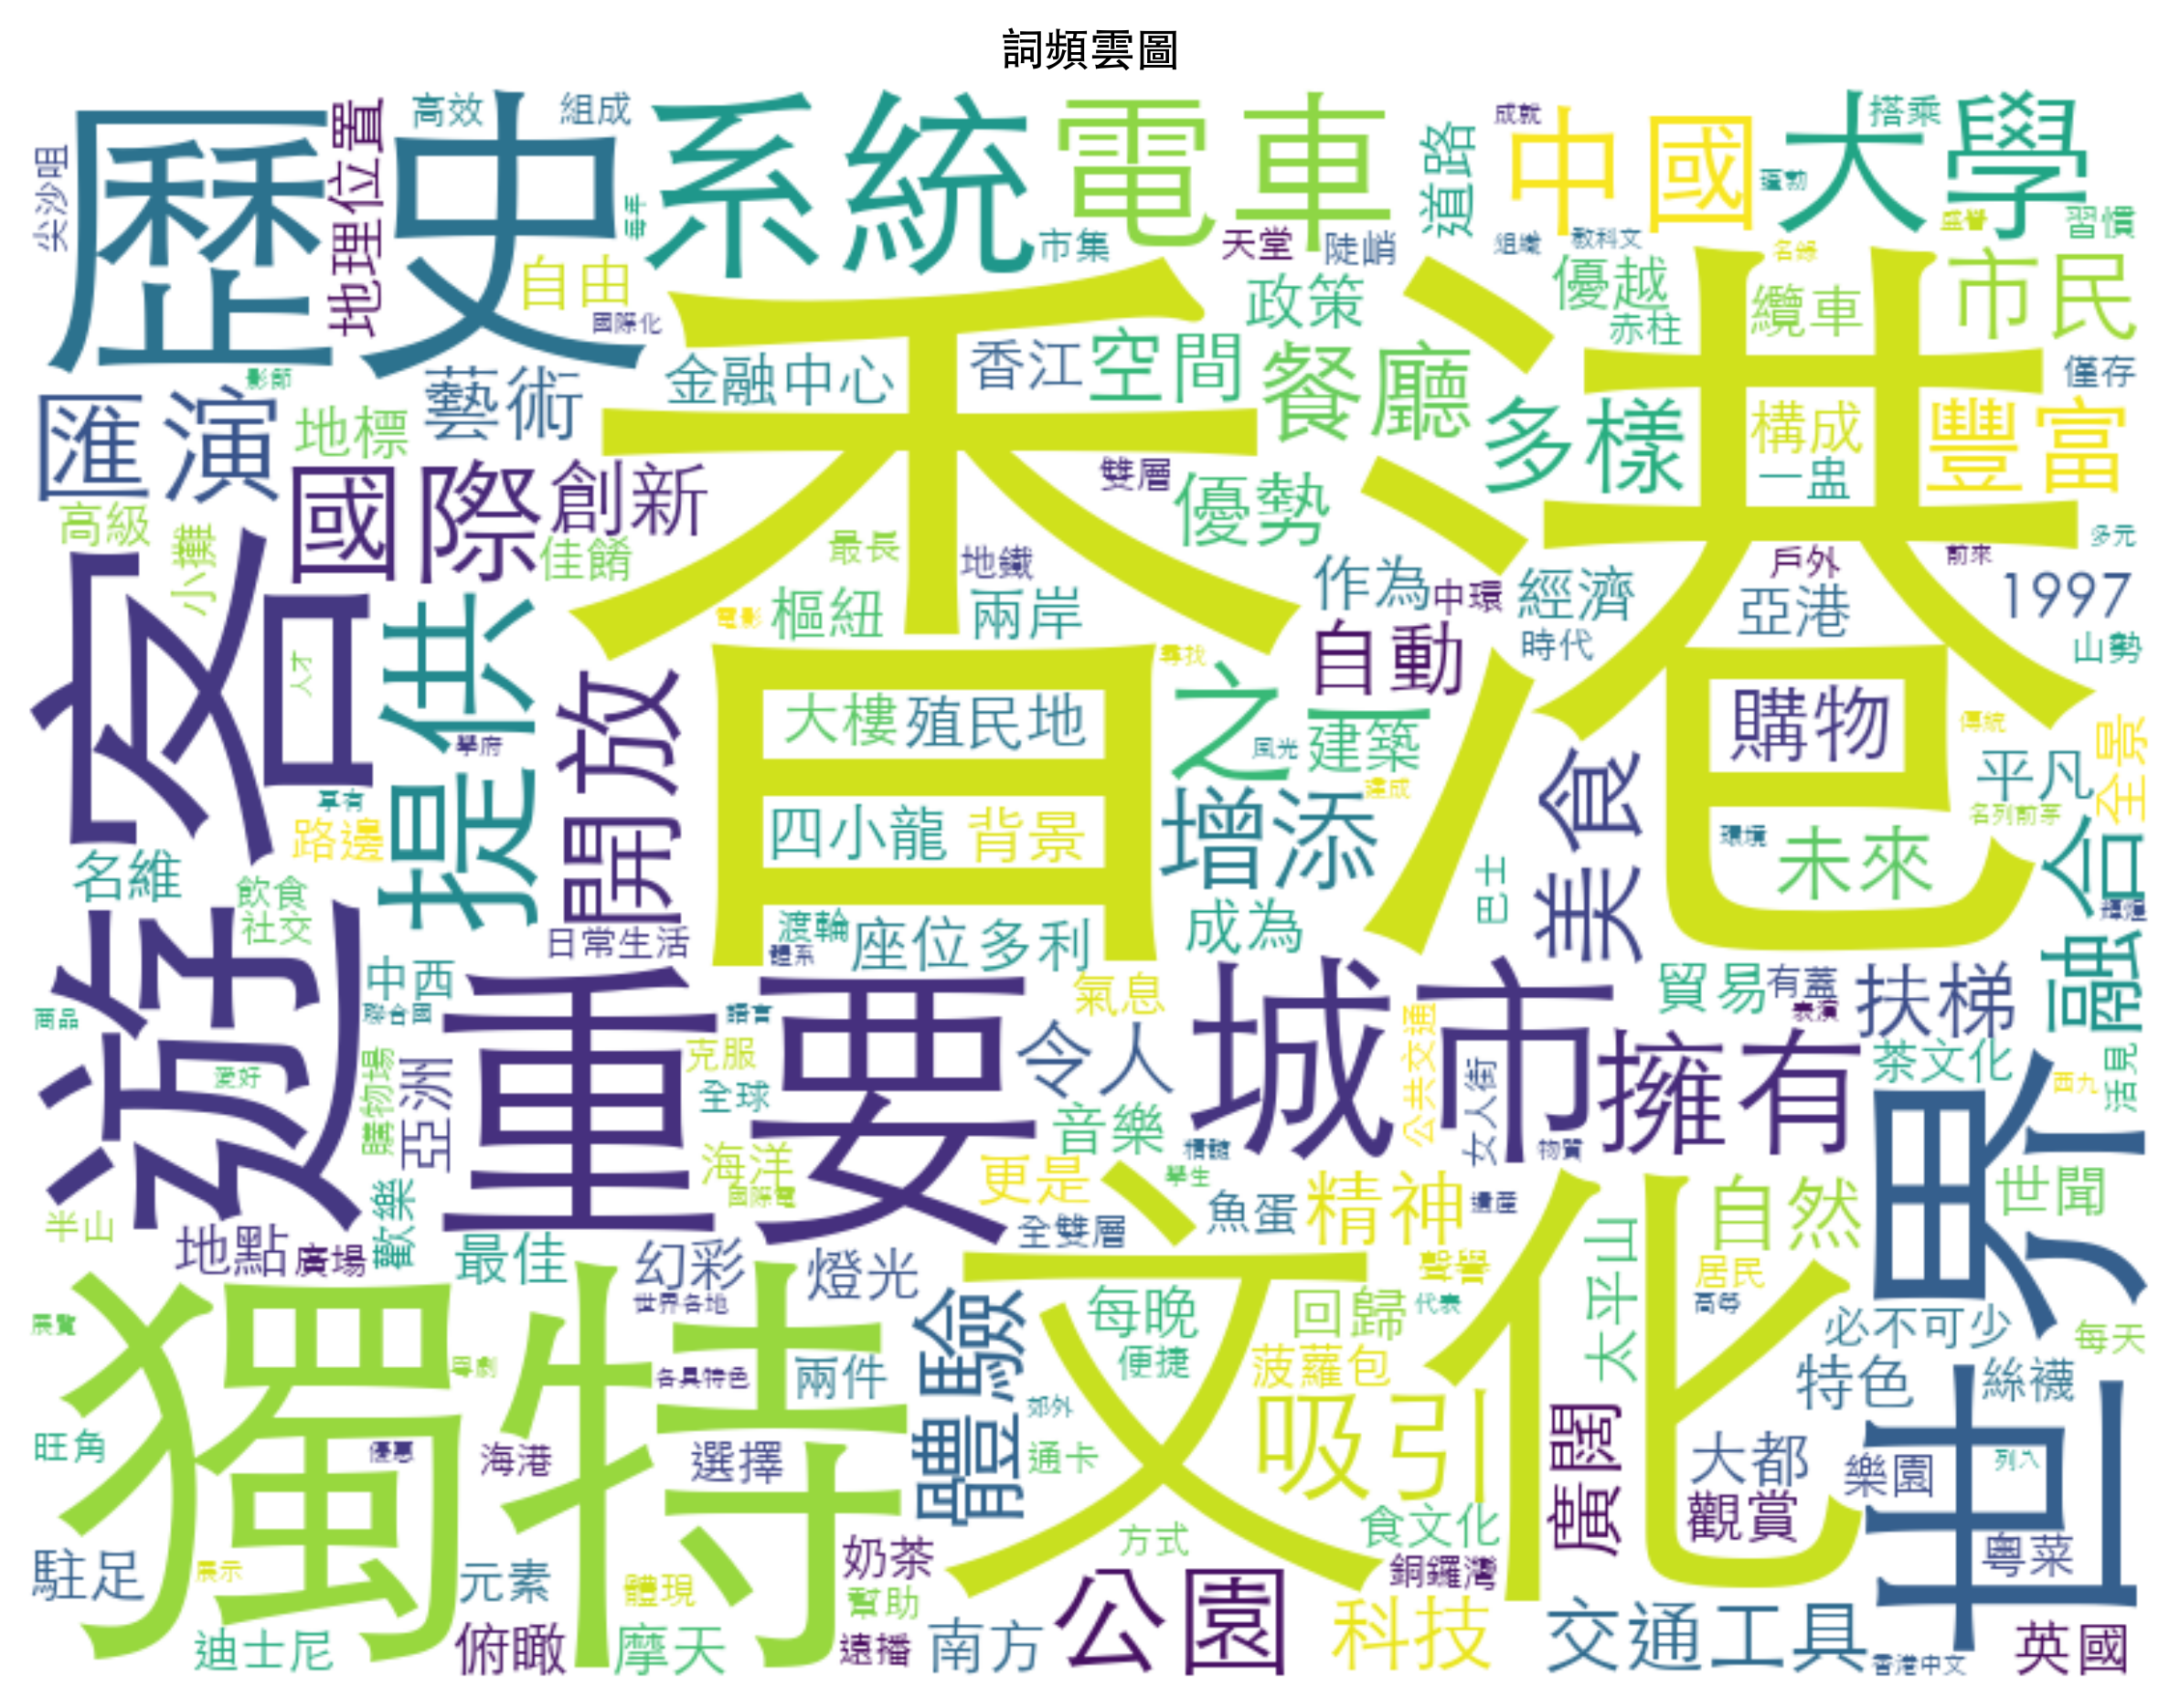 詞頻雲圖
歷史
系統
電車
中國
大學
高效
組成
地理位置
尖沙咀
每年
自由
國際化
市集
天堂
陡峭
道路
成就
組織
教科文
搭乘
習慣
名錄
市民
優越
纜車
赤柱
政策
香港
金融中心
香江
空間
餐廳
僅存
影節
藝術
地標
匯演
多樣
構成
一盅
豐富
國際
創新
雙層
優勢
高級
小攤
佳餚
最長
地鐵
多元
戶外
前來
作為
中環
經濟
亞港
1997
電影
樞紐
兩岸
時代
山勢
自動
尋找
人才
遊客
提供
開放
大樓
殖民地
之一
建築
風光
購物
傳統
平凡
全景
學府
享有
路邊
四小龍
背景
增添
美食
環境
未來
名列前茅
名維
飲食
社交
渡輪
座位
多利
成為
巴士
融合
輝煌
日常生活
體系
中西
氣息
貿易
有蓋
表演
扶梯
商品
聯合國
語言
重要
城市
擁有
克服
令人
公共交通
茶文化
活見
西九
愛好
購物場
亞洲
全球
音樂
女人街
世界
海洋
精髓
物質
國際電
更是
學生
魚蛋
精神
遺產
自然
世聞
半山
地點
廣場
歡樂
最佳
幻彩
燈光
全雙層
文化
聲譽
太平山
居民
高等
世界各地
每晚
回歸
代表
必不可少
每天
展覽
獨特
粵劇
各具特色
兩件
體驗
便捷
菠蘿包
特色
絲襪
郊外
吸引
旺角
優惠
海港
選擇
通卡
廣闊
大都
樂園
列入
觀賞
食文化
方式
駐足
展示
元素
體現
奶茶
幫助
銅鑼灣
粵菜
公園
科技
交通工具
迪士尼
俯瞰
摩天
遠播
南方
香港中文
英國